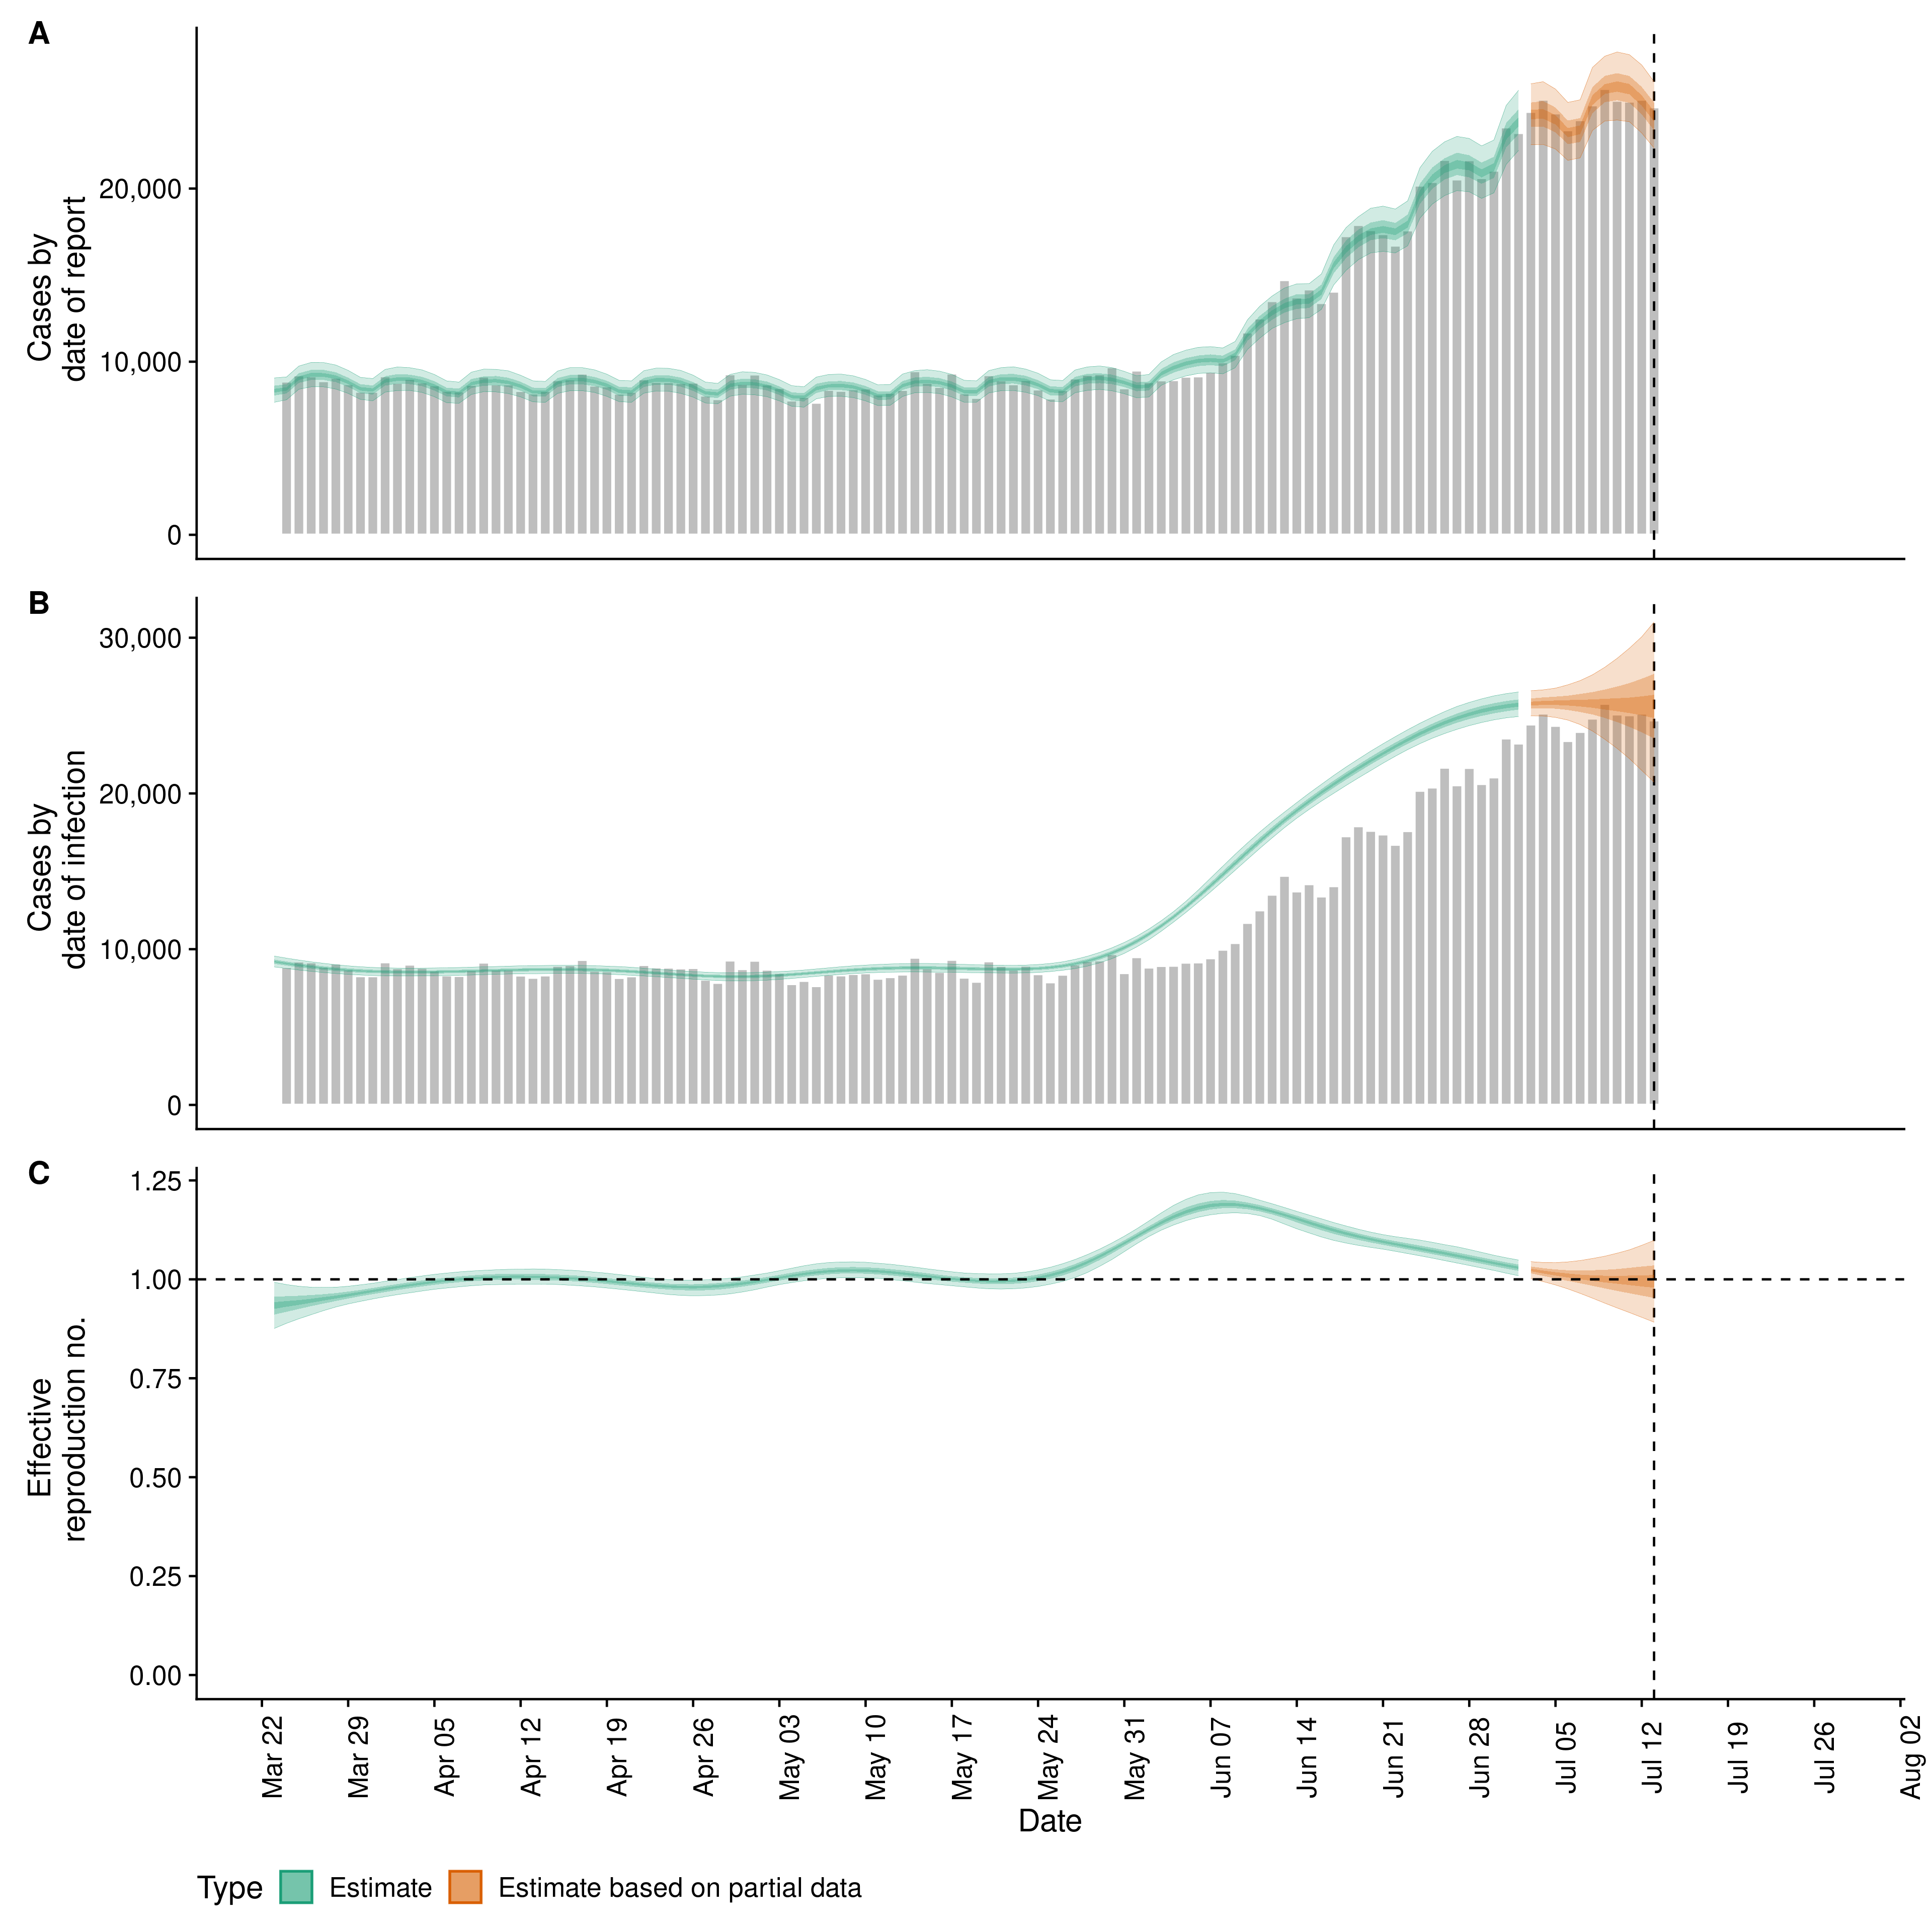 A
Cases by
date of report
20,000
10,000
0
B
Cases by
date of infection
30,000
20,000
10,000
0
C
Effective
reproduction no.
1.25
1.00
0.75
0.50
0.25
0.00
Mar 22
Mar 29
Apr 05
Apr 12
Apr 19
Apr 26
May 03
May 10
May 17
May 24
May 31
Jun 07
Jun 14
Jun 21
Jun 28
Jul 05
Jul 12
Jul 19
Jul 26
Aug 02
Date
Type Estimate Estimate based on partial data